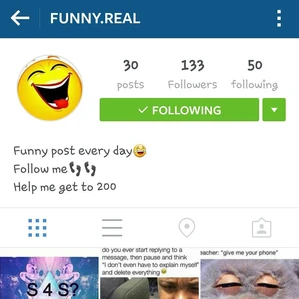 FUNNY.REAL
30 133 50
posts Followers following
FOLLOWING
Funny post every day😂
Follow me👣👣
Help me get to 200
S 4 S?
do you ever start replying to a
message, then pause and think
"I don't even have to explain myself"
and delete everything
eacher: "give me your phone"